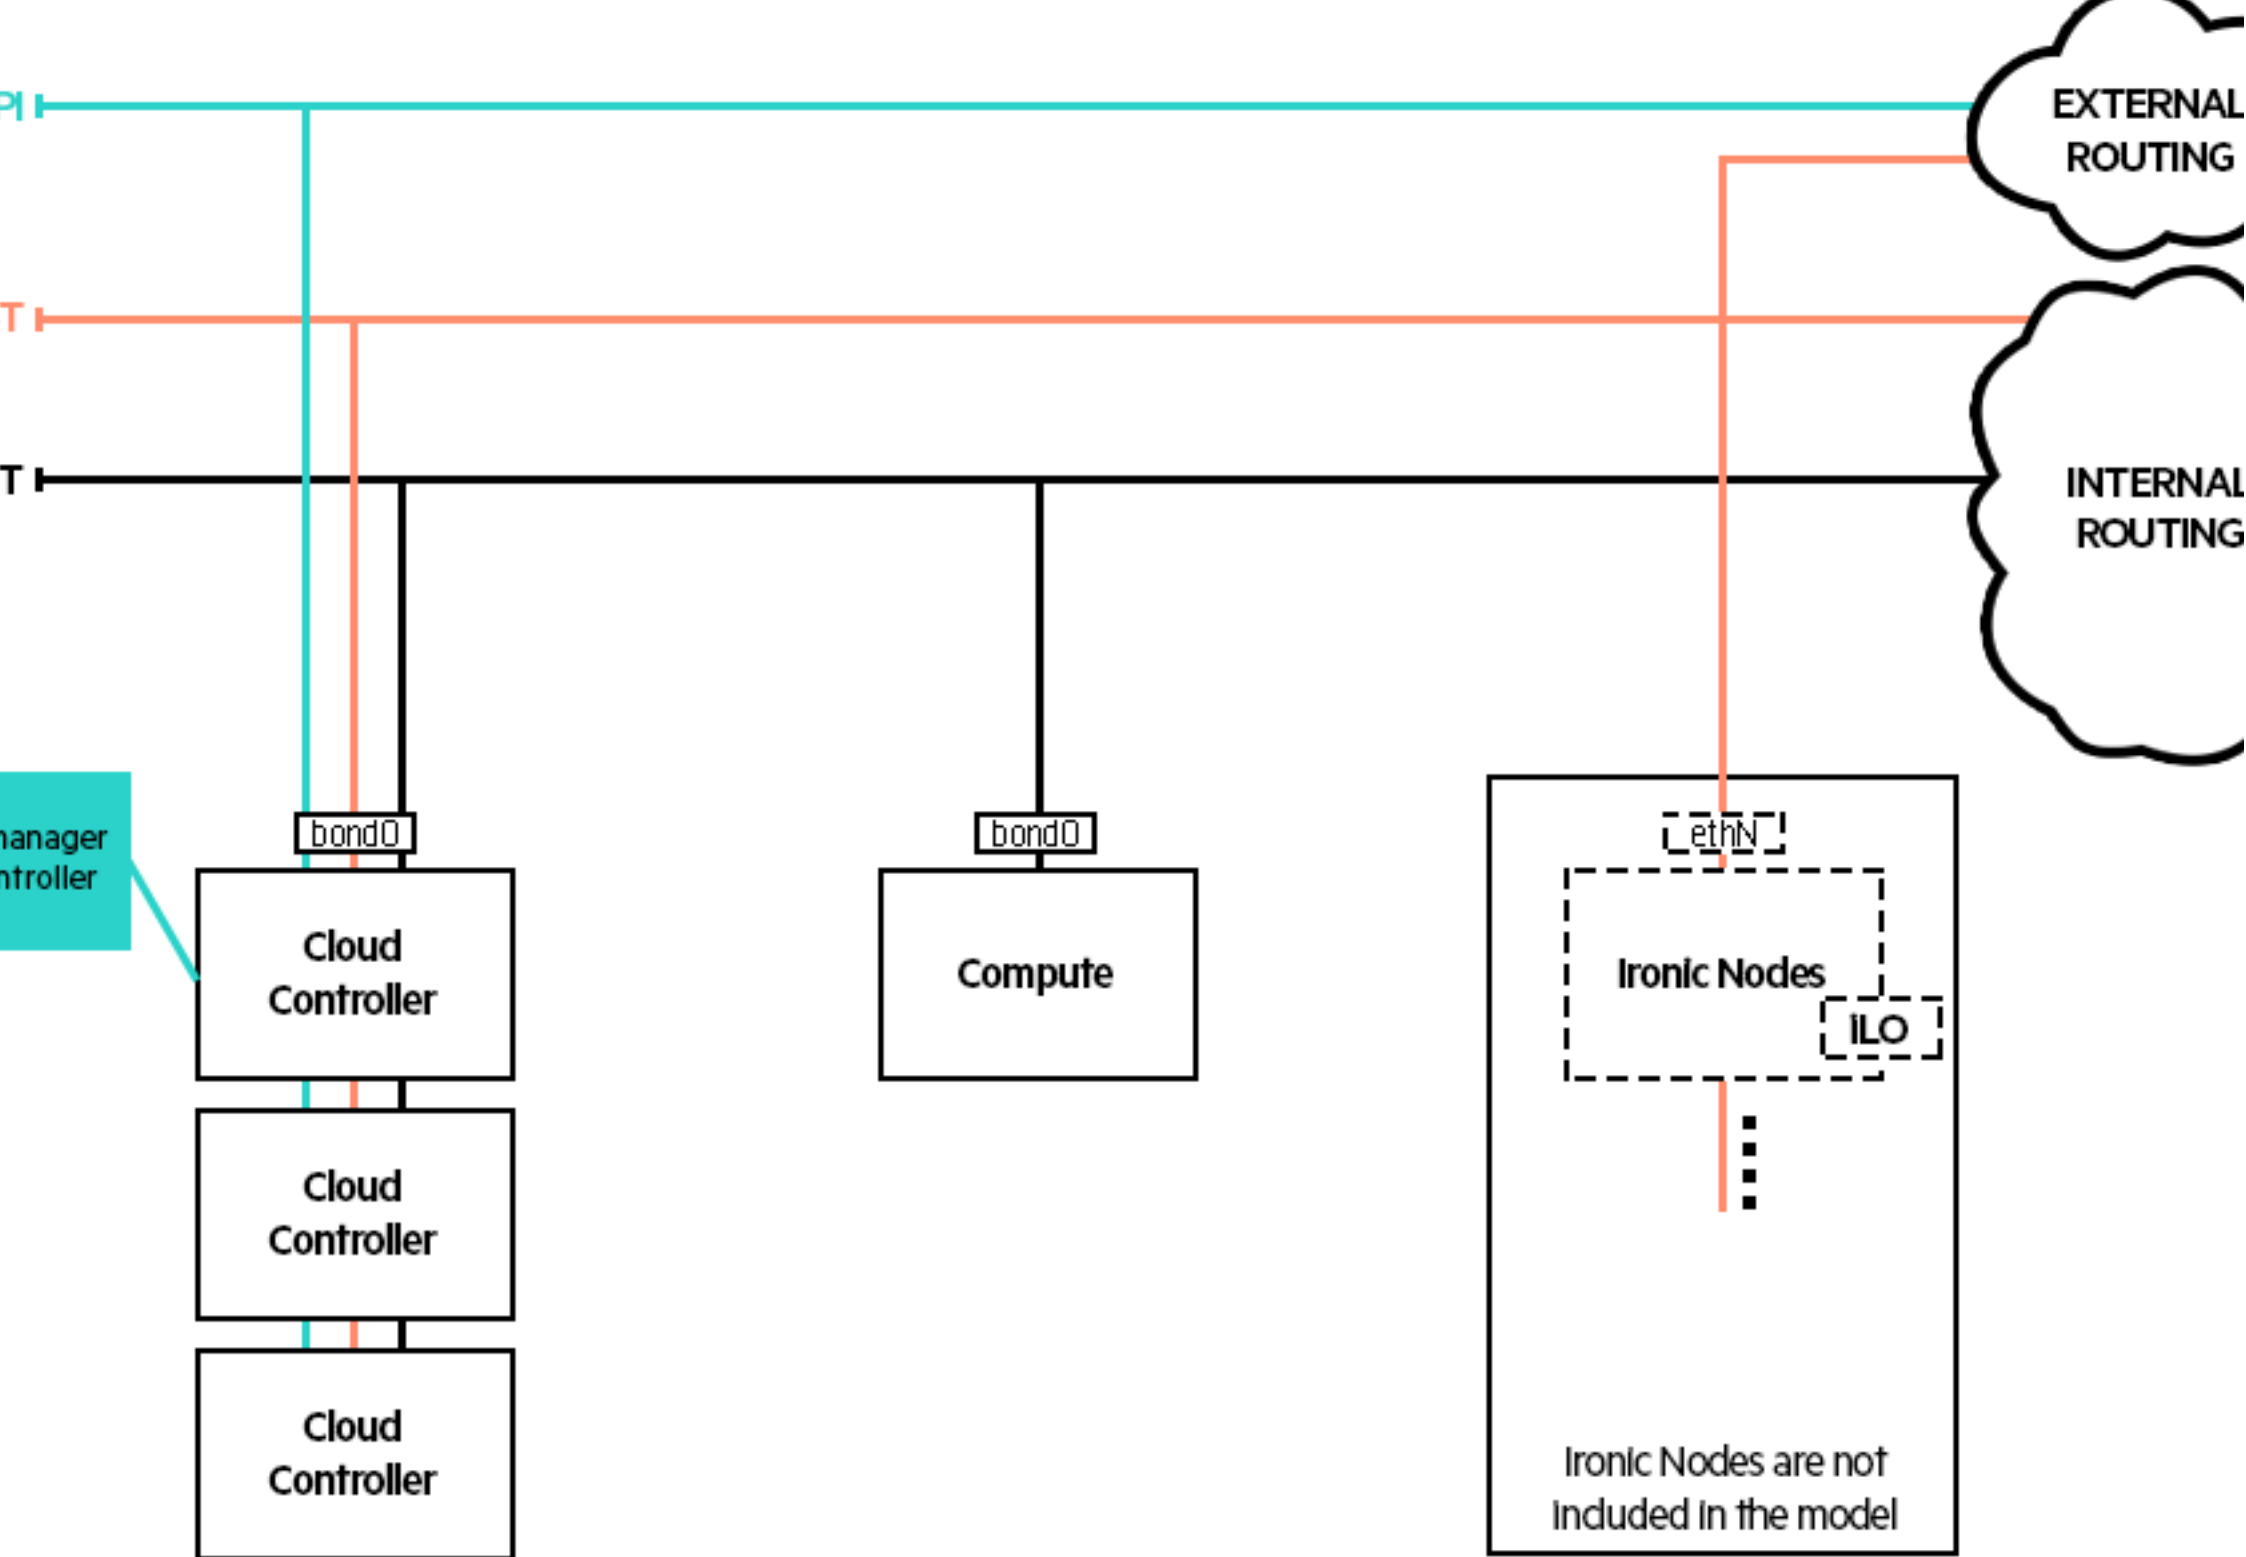 PI
EXTERNAL
ROUTING
T
T
INTERNAL
ROUTING
manager
ntroller
bond0
bond0
ethN
Cloud
Controller
Compute
Ironic Nodes
iLO
Cloud
Controller
Cloud
Controller
Ironic Nodes are not
included in the model